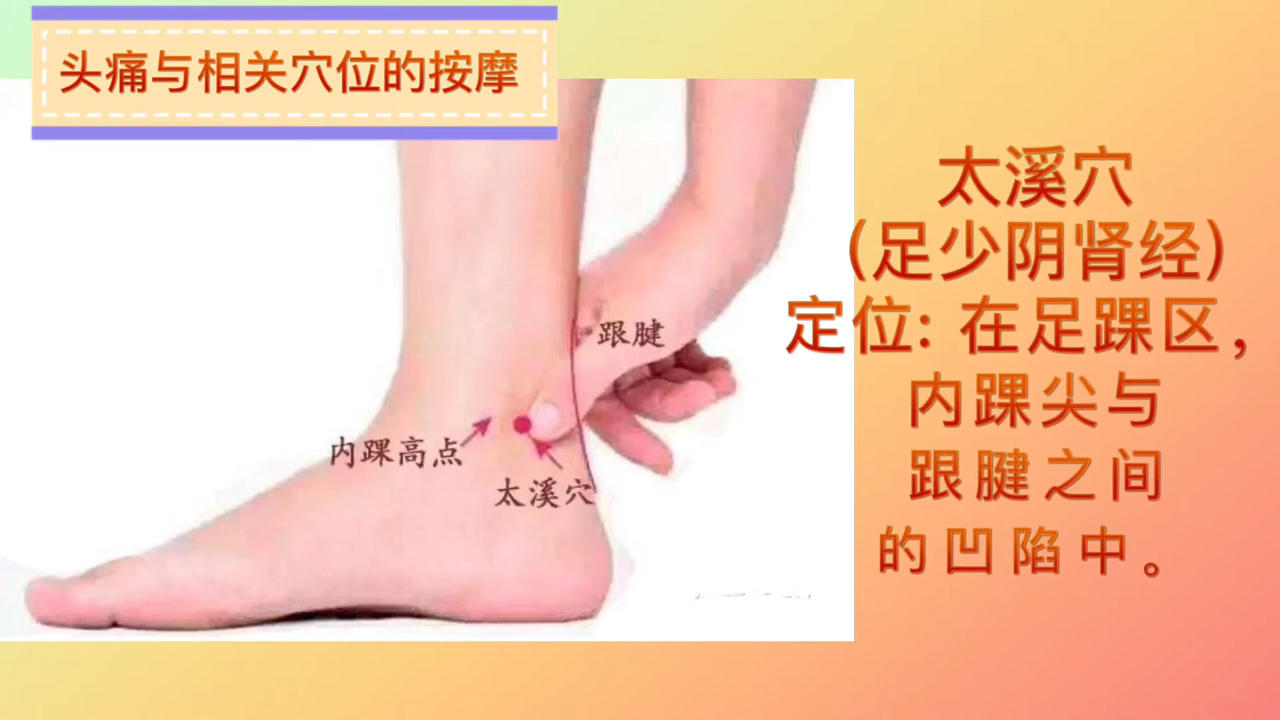 头痛与相关穴位的按摩
太溪穴
（足少阴肾经）
定位：在足踝区，
内踝尖与
跟腱之间
的凹陷中。
跟腱
内踝高点
太溪穴